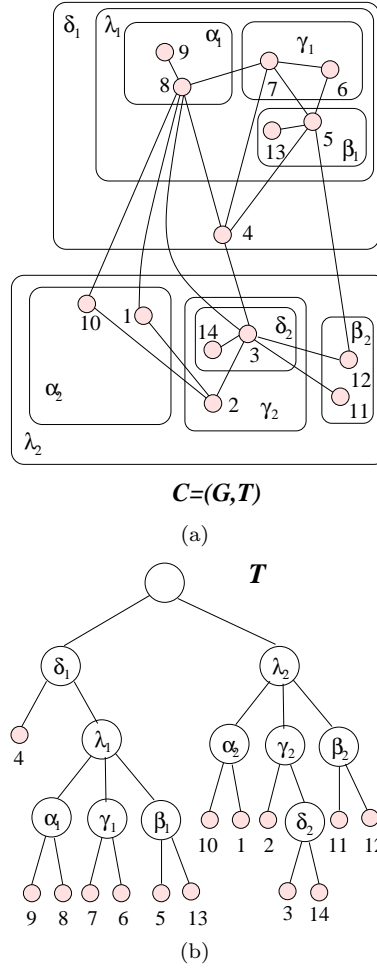 δ1 λ1 α1 9 γ1
8 7 6
5
13 β1
4
10 1 14 δ2 β2
3 12
α2 2 γ2 11
λ2
C=(G,T)
(a)
T
δ1 λ2
4 λ1 α2 γ2 β2
α1 γ1 β1 10 1 2 δ2 11 12
9 8 7 6 5 13 3 14
(b)